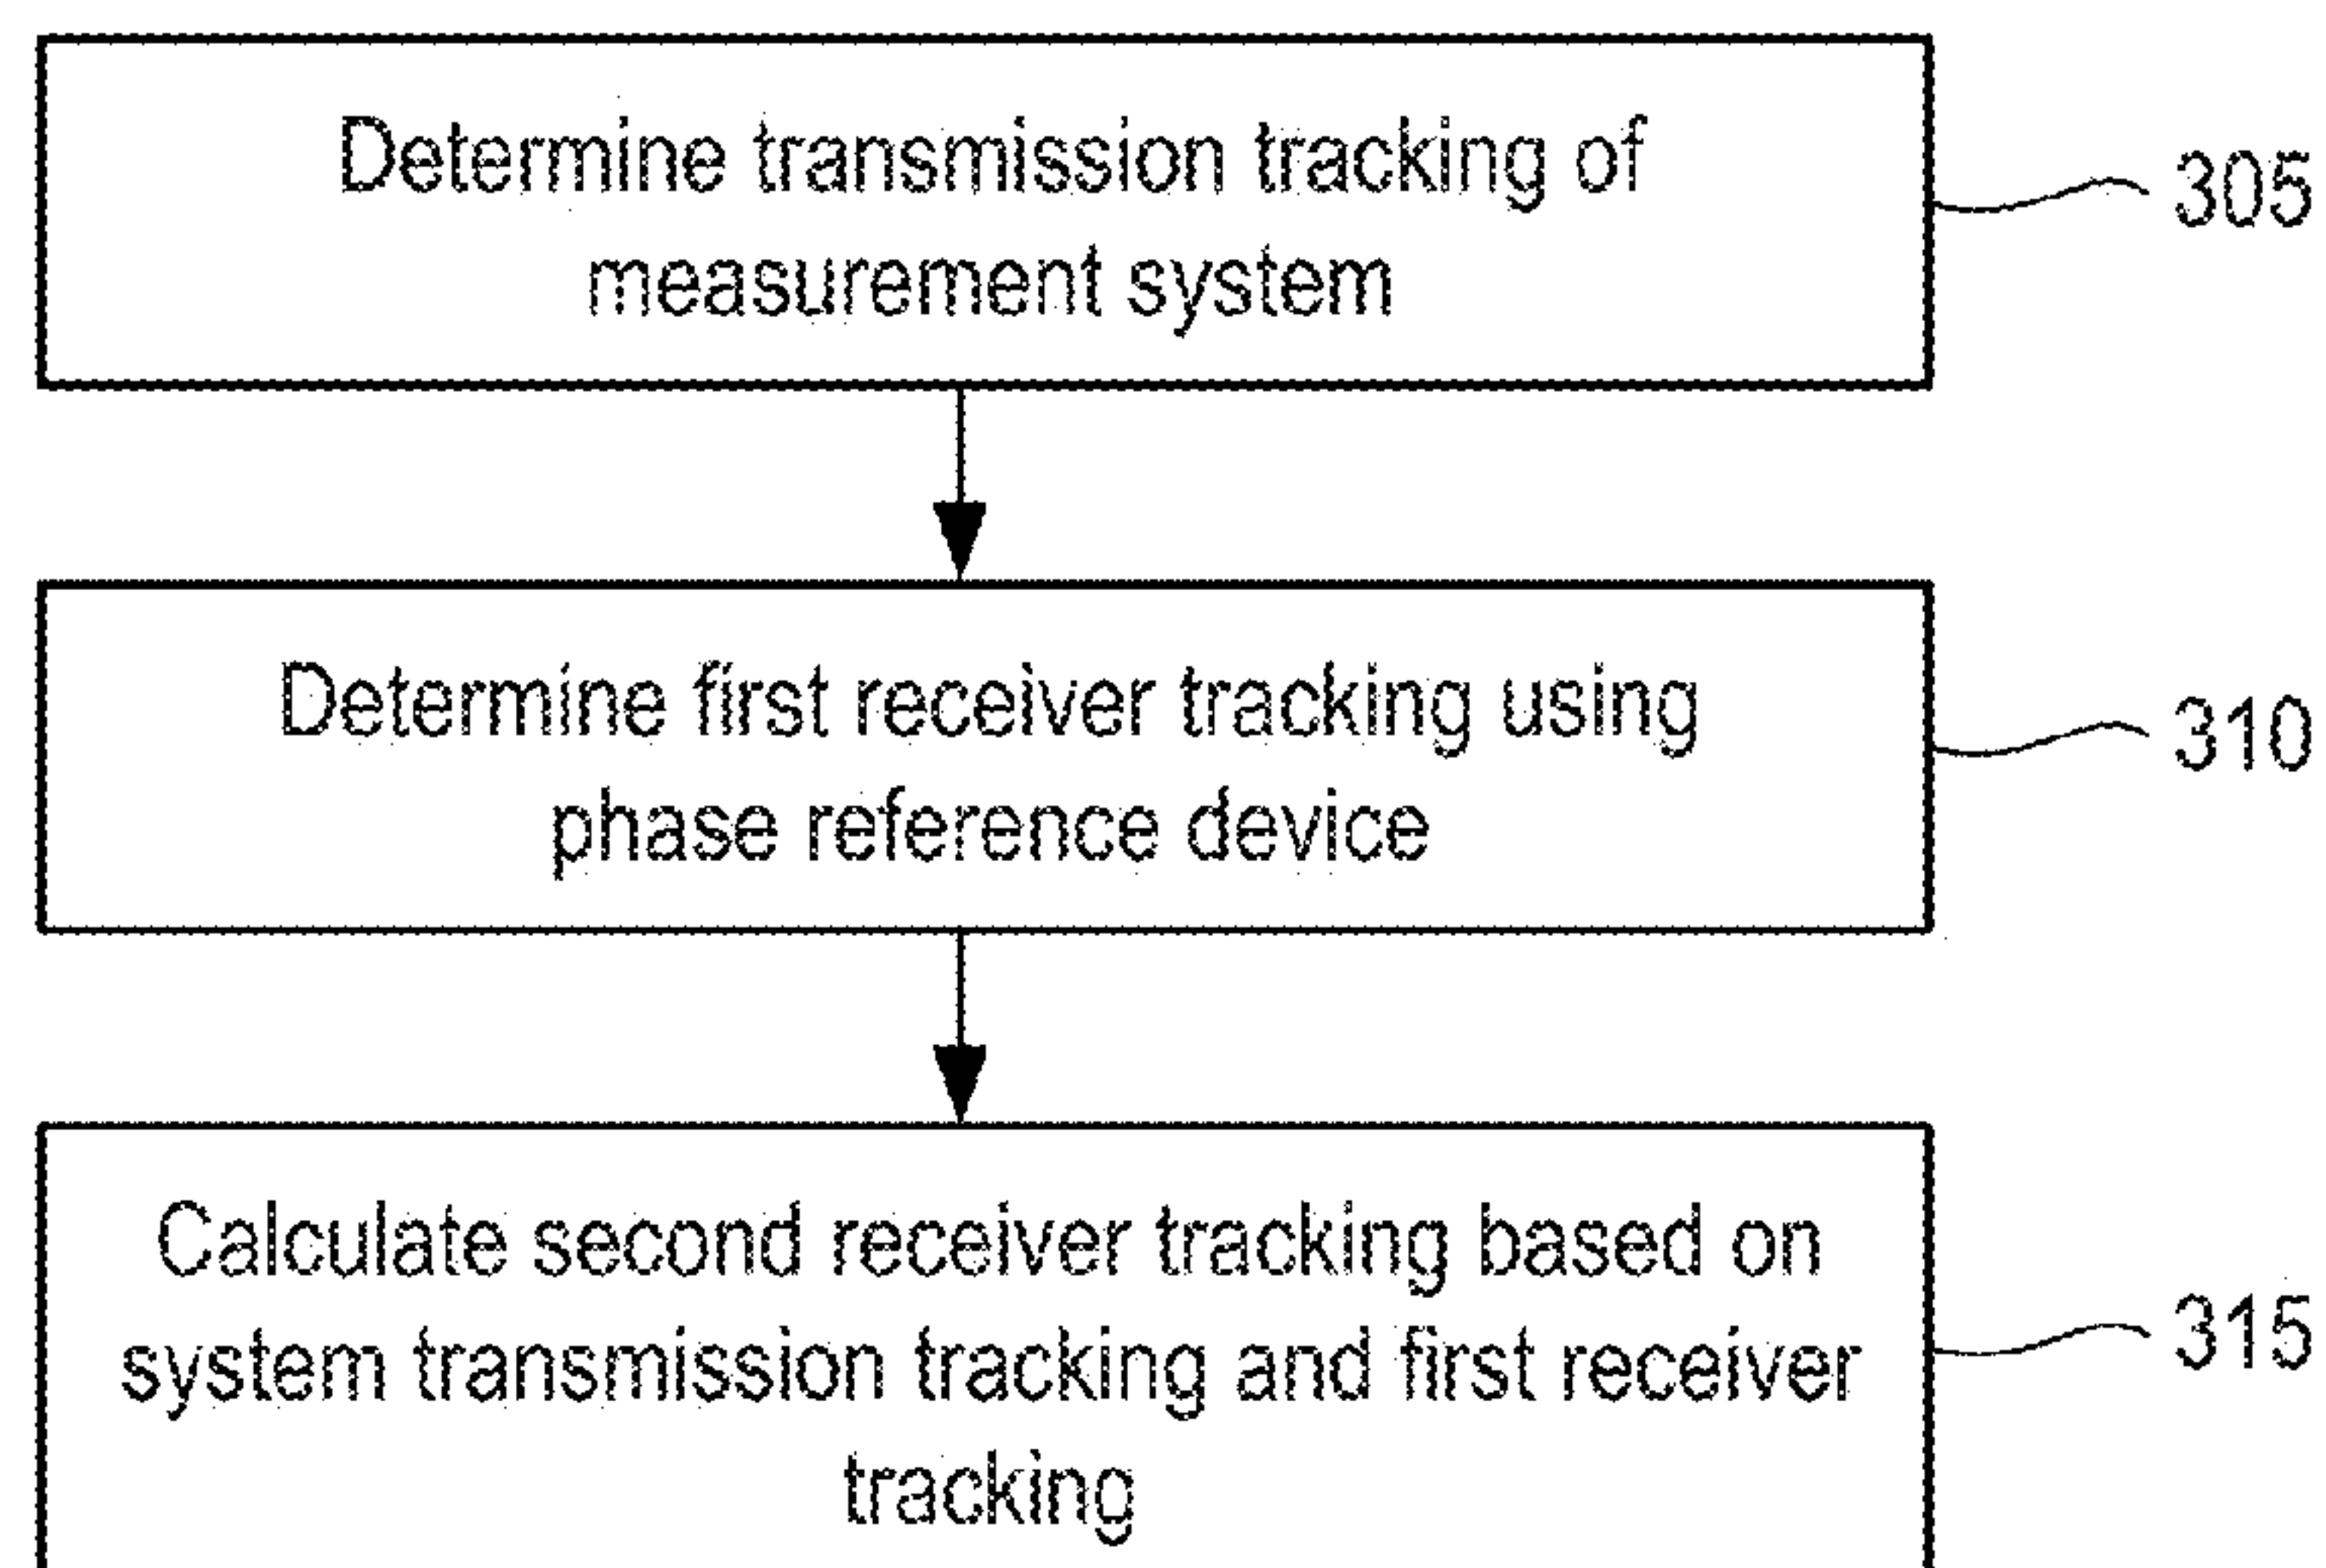 Determine transmission tracking of
measurement system
305
Determine first receiver tracking using
phase reference device
310
Calculate second receiver tracking based on
system transmission tracking and first receiver
tracking
315